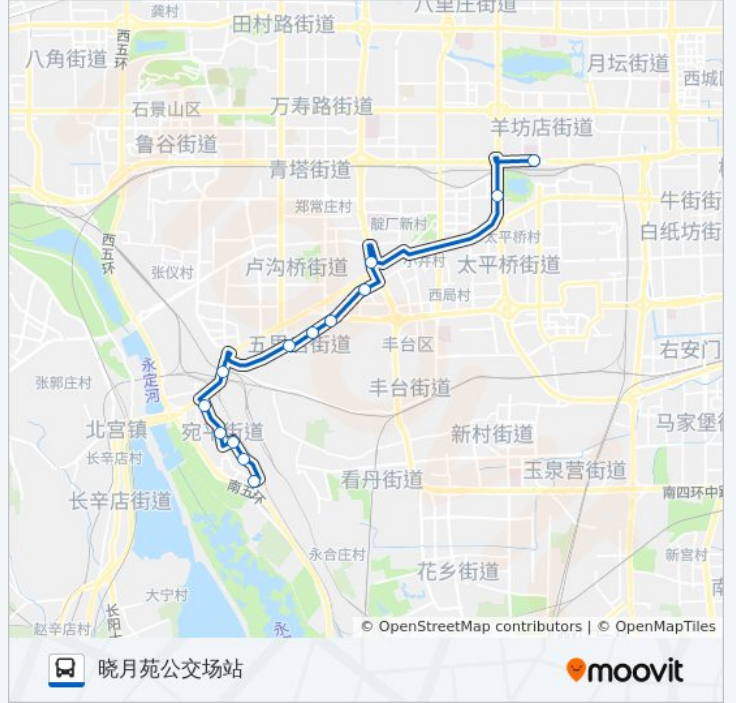 八里庄街道
龚村
田村路街道
西五环
八角街道
月坛街道
西城
石景山区
万寿路街道
羊坊店街道
鲁谷街道
青塔街道
牛街街
郑常庄村
靛厂新村
白纸坊街
太平桥村
西五环
张仪村
卢沟桥街道
小井村
太平桥街道
西局村
五里店街道
丰台区
右安门
永定河
张郭庄村
丰台街道
北宫镇
宛平街道
新村街道
马家堡街
长辛店村
看丹街道
玉泉营街道
长辛店街道
南五环
南四环中路
永合庄村
新宫村
花乡街道
大宁村
南
长阳
赵辛店村
永
© OpenStreetMap contributors | © OpenMapTiles
晓月苑公交场站
moovit